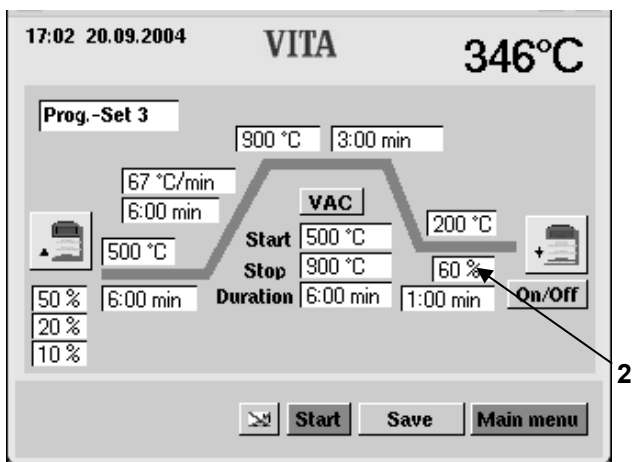 17:02 20.09.2004
VITA
346°C
Prog.-Set 3
900 °C
3:00 min
67 °C/min
6:00 min
VAC
500 °C
Start 500 °C
200 °C
Stop 900 °C
60 %
50 %
6:00 min
Duration 6:00 min
1:00 min
On/Off
20 %
10 %
2
Start
Save
Main menu